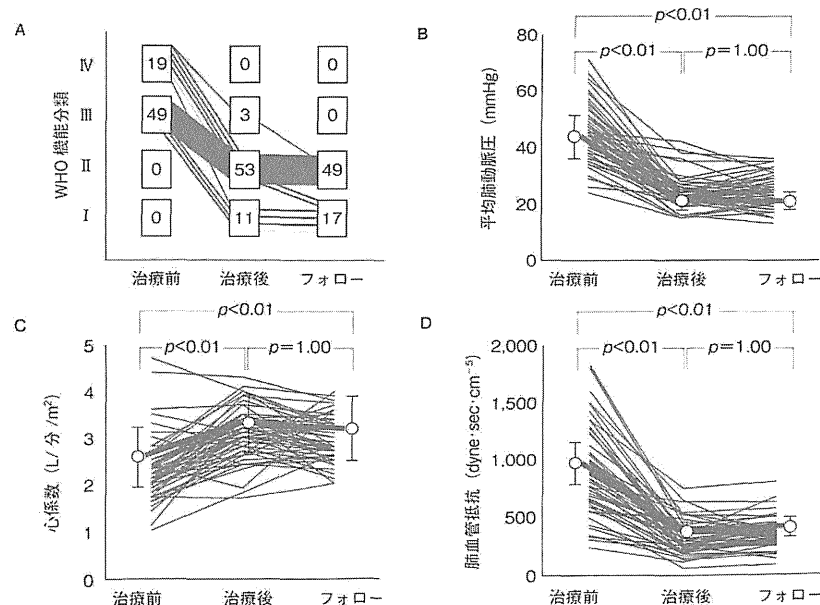 A
WHO 機能分類
Ⅳ 19 0 0
Ⅲ 49 3 0
Ⅱ 0 53 49
Ⅰ 0 11 17
治療前 治療後 フォロー
B
p<0.01
p<0.01 p=1.00
平均肺動脈圧 (mmHg)
80
60
40
20
0
治療前 治療後 フォロー
C
p<0.01
p<0.01 p=1.00
心係数 (L/分/m²)
5
4
3
2
1
0
治療前 治療後 フォロー
D
p<0.01
p<0.01 p=1.00
肺血管抵抗 (dyne·sec·cm⁻⁵)
2,000
1,500
1,000
500
0
治療前 治療後 フォロー